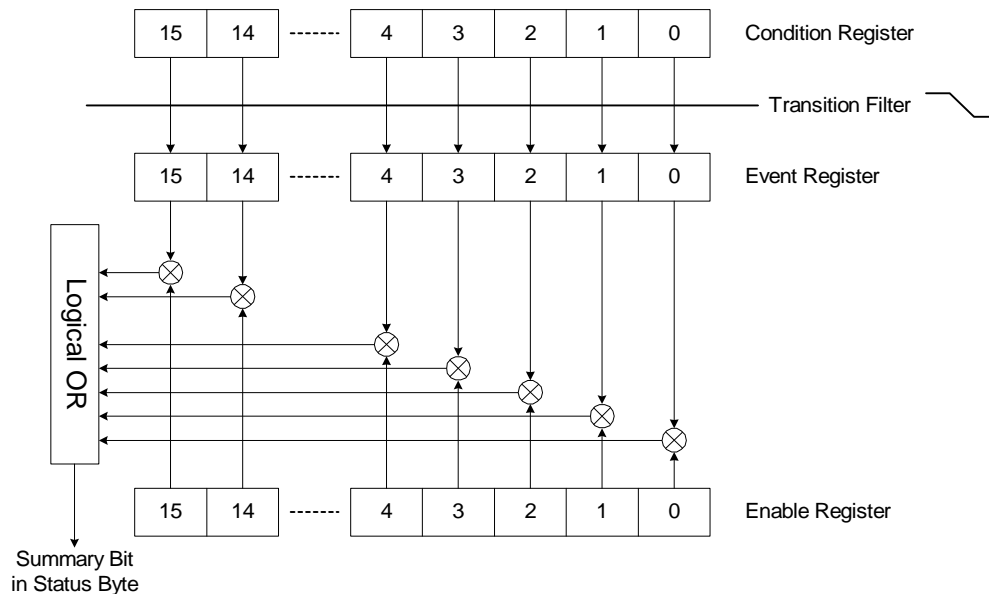 15 14 4 3 2 1 0 Condition Register
Transition Filter
15 14 4 3 2 1 0 Event Register
Logical OR
15 14 4 3 2 1 0 Enable Register
Summary Bit
in Status Byte